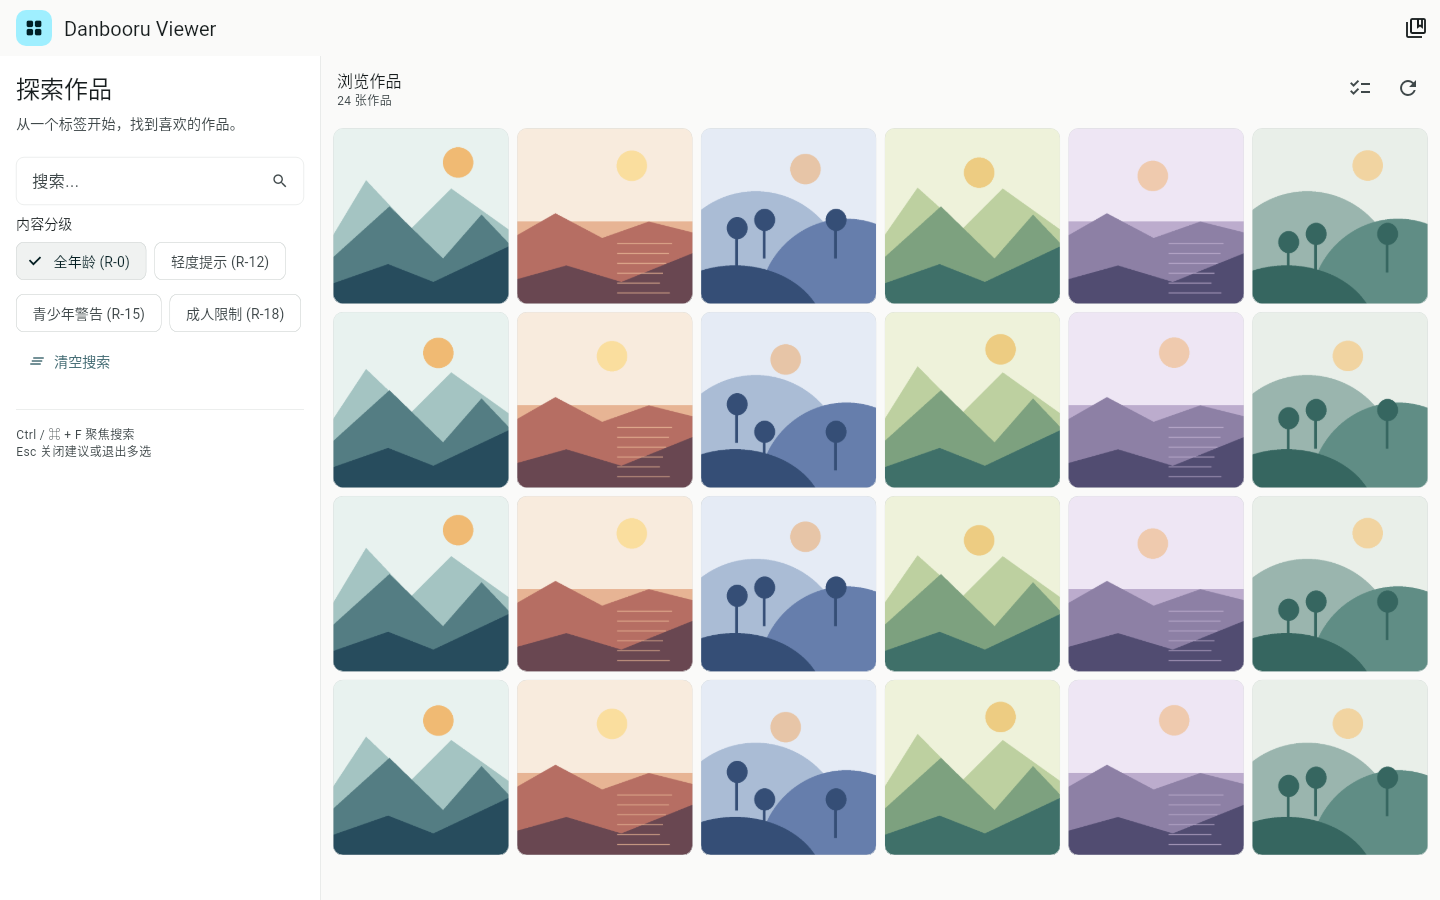 Danbooru Viewer
探索作品
从一个标签开始，找到喜欢的作品。
搜索...
内容分级
全年龄 (R-0)
轻度提示 (R-12)
青少年警告 (R-15)
成人限制 (R-18)
清空搜索
Ctrl / ⌘ + F 聚焦搜索
Esc 关闭建议或退出多选
浏览作品
24 张作品